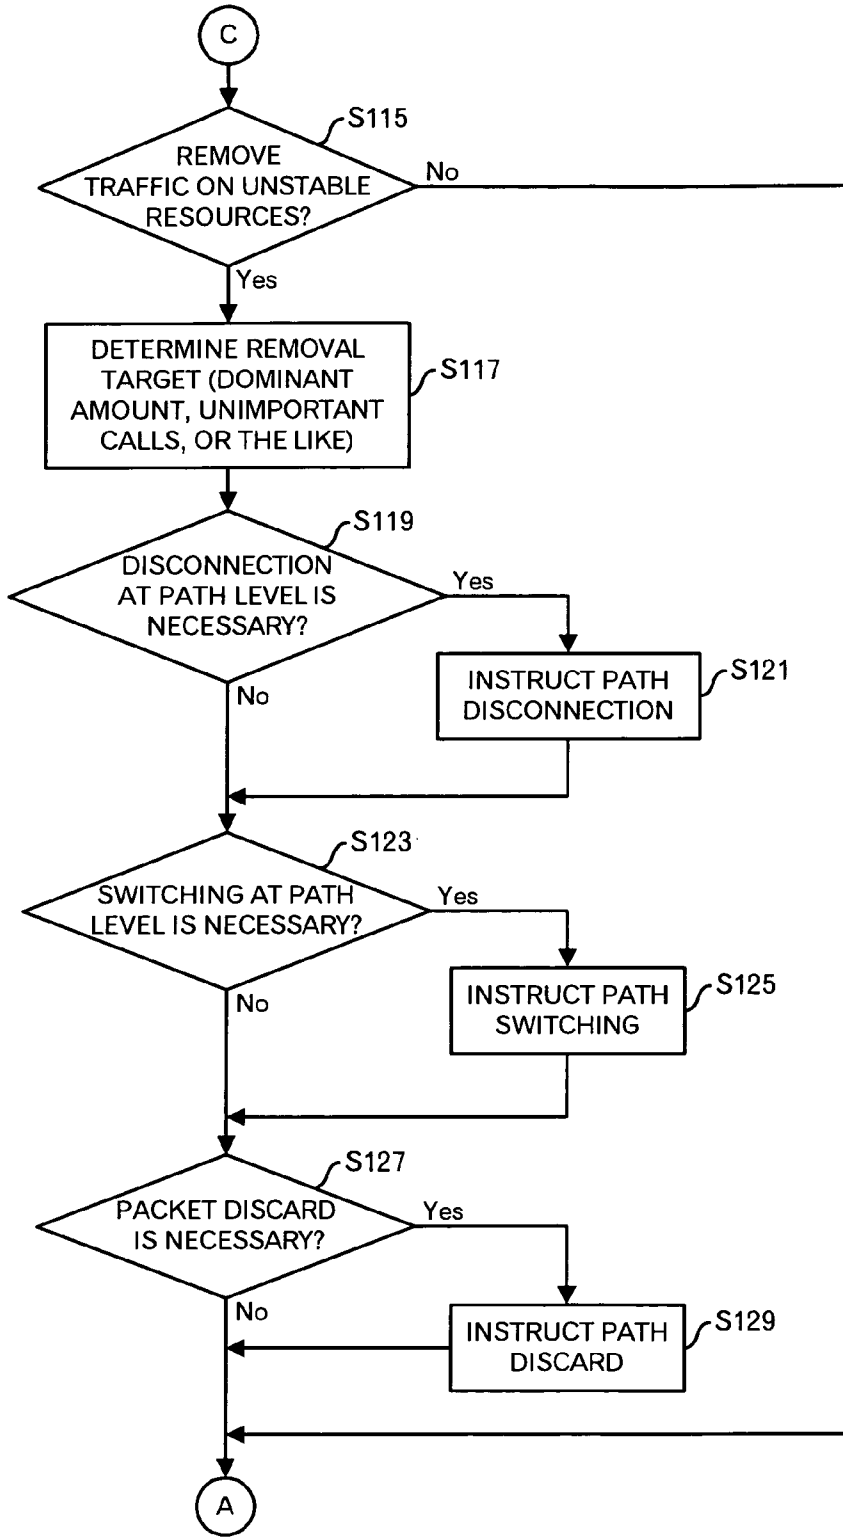 C
S115
REMOVE
TRAFFIC ON UNSTABLE
RESOURCES?
No
Yes
DETERMINE REMOVAL
TARGET (DOMINANT
AMOUNT, UNIMPORTANT
CALLS, OR THE LIKE)
S117
S119
DISCONNECTION
AT PATH LEVEL IS
NECESSARY?
Yes
No
INSTRUCT PATH
DISCONNECTION
S121
S123
SWITCHING AT PATH
LEVEL IS NECESSARY?
Yes
No
INSTRUCT PATH
SWITCHING
S125
S127
PACKET DISCARD
IS NECESSARY?
Yes
No
INSTRUCT PATH
DISCARD
S129
A